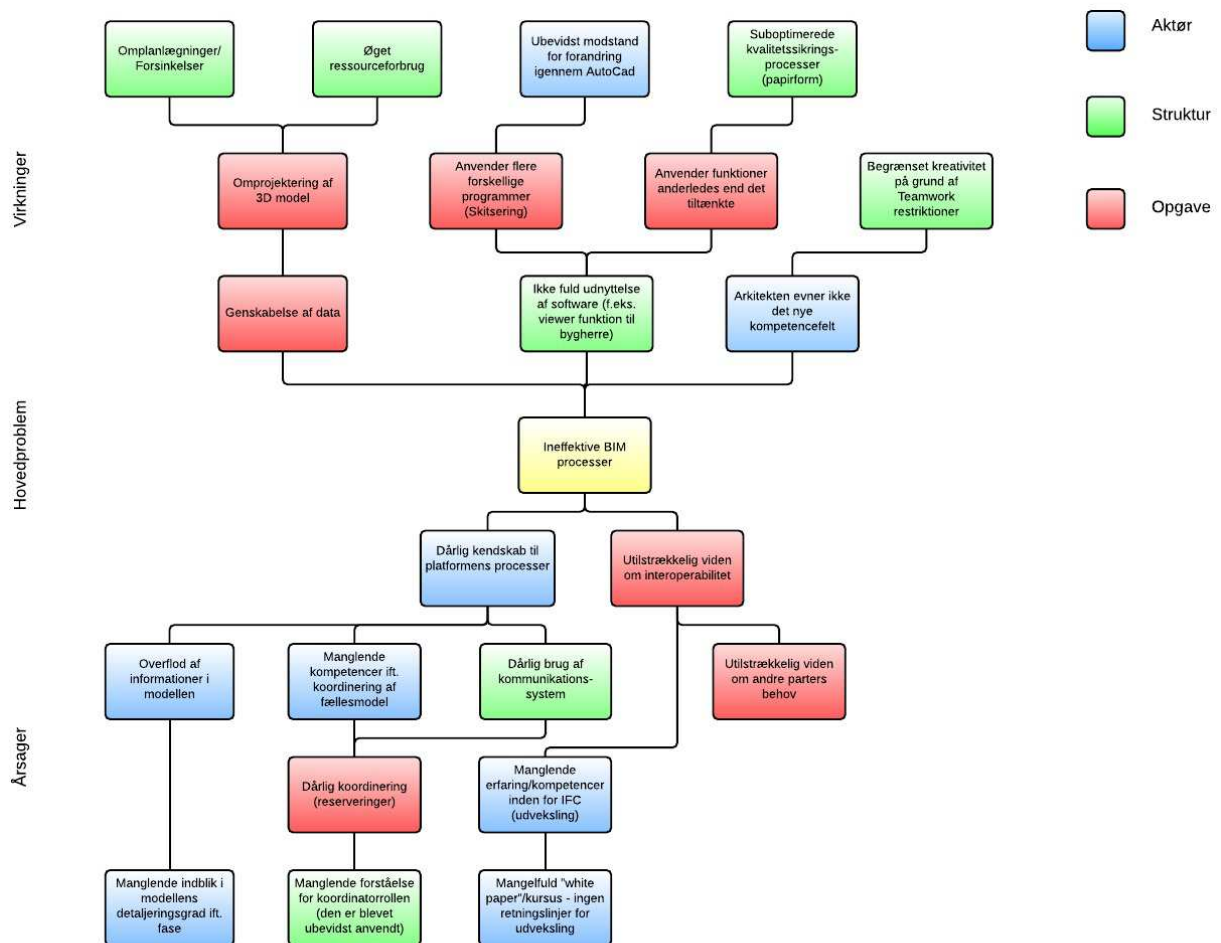 Omplanlægninger/
Forsinkelser
Øget
ressourceforbrug
Ubevidst modstand
for forandring
igennem AutoCad
Suboptimerede
kvalitetssikrings-
processer
(papirform)
Aktør
Struktur
Opgave
Virkninger
Omprojektering af
3D model
Anvender flere
forskellige
programmer
(Skitsering)
Anvender funktioner
anderledes end det
tiltænkte
Begrænset kreativitet
på grund af
Teamwork
restriktioner
Genskabelse af data
Ikke fuld udnyttelse
af software (f.eks.
viewer funktion til
bygherre)
Arkitekten evner ikke
det nye
kompetencefelt
Hovedproblem
Ineffektive BIM
processer
Dårlig kendskab til
platformens processer
Utilstrækkelig viden
om interoperabilitet
Årsager
Overflod af
informationer i
modellen
Manglende
kompetencer ift.
koordinering af
fællesmodel
Dårlig brug af
kommunikations-
system
Utilstrækkelig viden
om andre parters
behov
Dårlig koordinering
(reserveringer)
Manglende
erfaring/kompetencer
inden for IFC
(udveksling)
Manglende indblik i
modellens
detaljeringsgrad ift.
fase
Manglende forståelse
for koordinatorrollen
(den er blevet
ubevidst anvendt)
Mangelfuld "white
paper"/kursus - ingen
retningslinjer for
udveksling